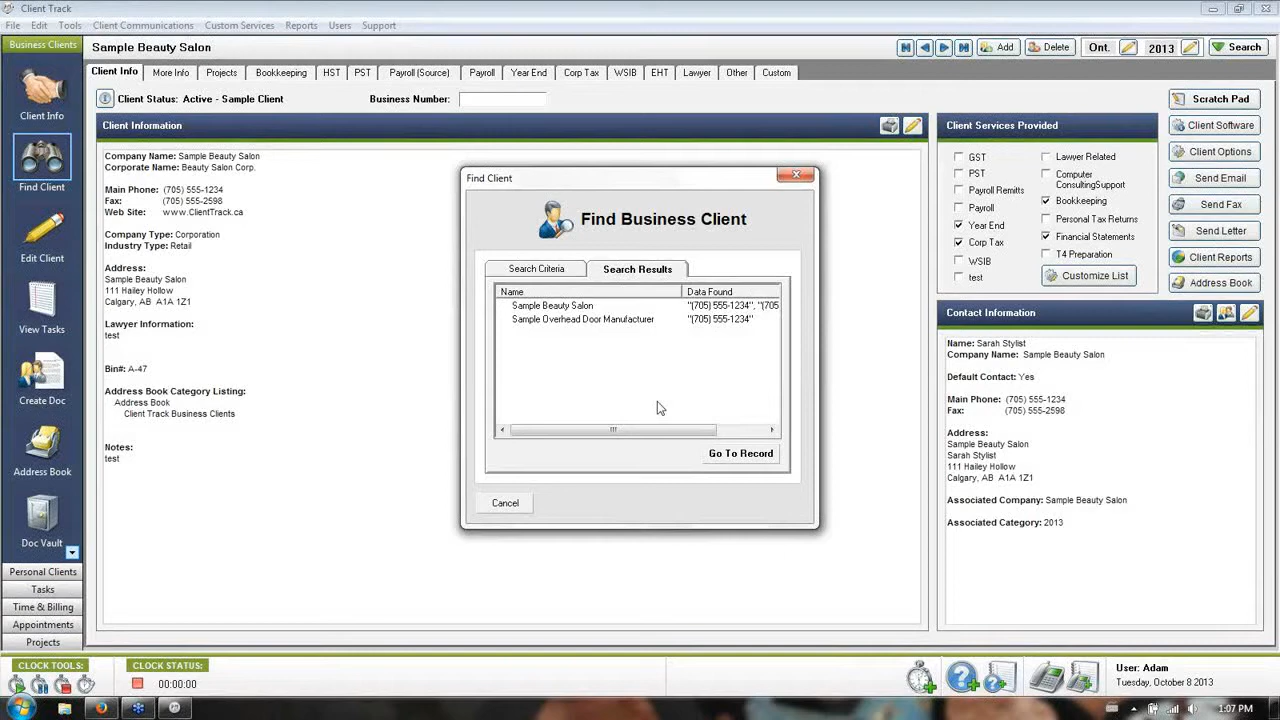 Client Track
File Edit Tools Client Communications Custom Services Reports Users Support
Business Clients
Sample Beauty Salon
Add
Delete
Ont.
2013
Search
Client Info More Info Projects Bookkeeping HST PST Payroll (Source) Payroll Year End Corp Tax WSIB EHT Lawyer Other Custom
Client Status: Active - Sample Client
Business Number:
Client Info
Find Client
Edit Client
View Tasks
Create Doc
Address Book
Doc Vault
Personal Clients
Tasks
Time & Billing
Appointments
Projects
Client Information
Company Name: Sample Beauty Salon
Corporate Name: Beauty Salon Corp.
Main Phone: (705) 555-1234
Fax: (705) 555-2598
Web Site: www.ClientTrack.ca
Company Type: Corporation
Industry Type: Retail
Address:
Sample Beauty Salon
111 Hailey Hollow
Calgary, AB A1A 1Z1
Lawyer Information:
test
Bin#: A-47
Address Book Category Listing:
Address Book
Client Track Business Clients
Notes:
test
Find Client
Find Business Client
Search Criteria
Search Results
Name Data Found
Sample Beauty Salon "(705) 555-1234", "(705
Sample Overhead Door Manufacturer "(705) 555-1234"
Go To Record
Cancel
Client Services Provided
GST
PST
Payroll Remitts
Payroll
Year End
Corp Tax
WSIB
test
Lawyer Related
Computer
ConsultingSupport
Bookkeeping
Personal Tax Returns
Financial Statements
T4 Preparation
Customize List
Scratch Pad
Client Software
Client Options
Send Email
Send Fax
Send Letter
Client Reports
Address Book
Contact Information
Name: Sarah Stylist
Company Name: Sample Beauty Salon
Default Contact: Yes
Main Phone: (705) 555-1234
Fax: (705) 555-2598
Address:
Sample Beauty Salon
Sarah Stylist
111 Hailey Hollow
Calgary, AB A1A 1Z1
Associated Company: Sample Beauty Salon
Associated Category: 2013
CLOCK TOOLS:
CLOCK STATUS:
00:00:00
User: Adam
Tuesday, October 8 2013
1:07 PM